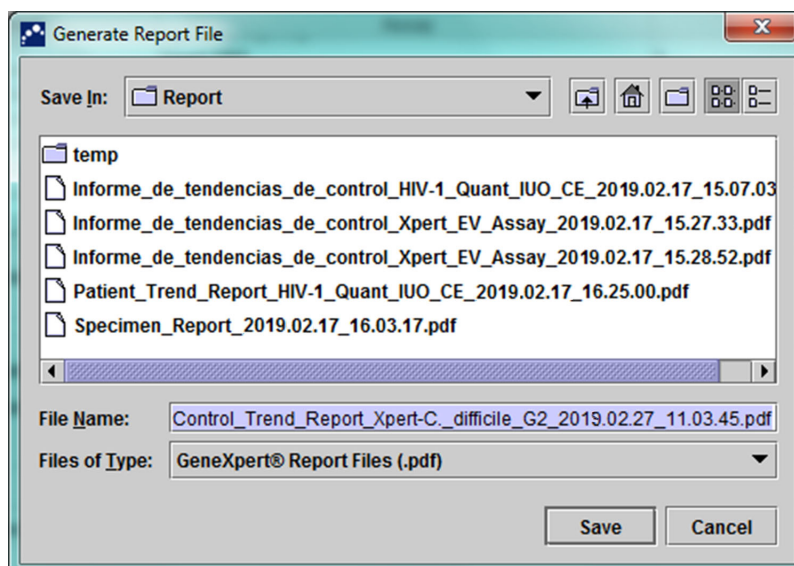 Generate Report File
Save In: Report
temp
Informe_de_tendencias_de_control_HIV-1_Quant_IUO_CE_2019.02.17_15.07.03
Informe_de_tendencias_de_control_Xpert_EV_Assay_2019.02.17_15.27.33.pdf
Informe_de_tendencias_de_control_Xpert_EV_Assay_2019.02.17_15.28.52.pdf
Patient_Trend_Report_HIV-1_Quant_IUO_CE_2019.02.17_16.25.00.pdf
Specimen_Report_2019.02.17_16.03.17.pdf
File Name: Control_Trend_Report_Xpert-C._difficile_G2_2019.02.27_11.03.45.pdf
Files of Type: GeneXpert® Report Files (.pdf)
Save Cancel